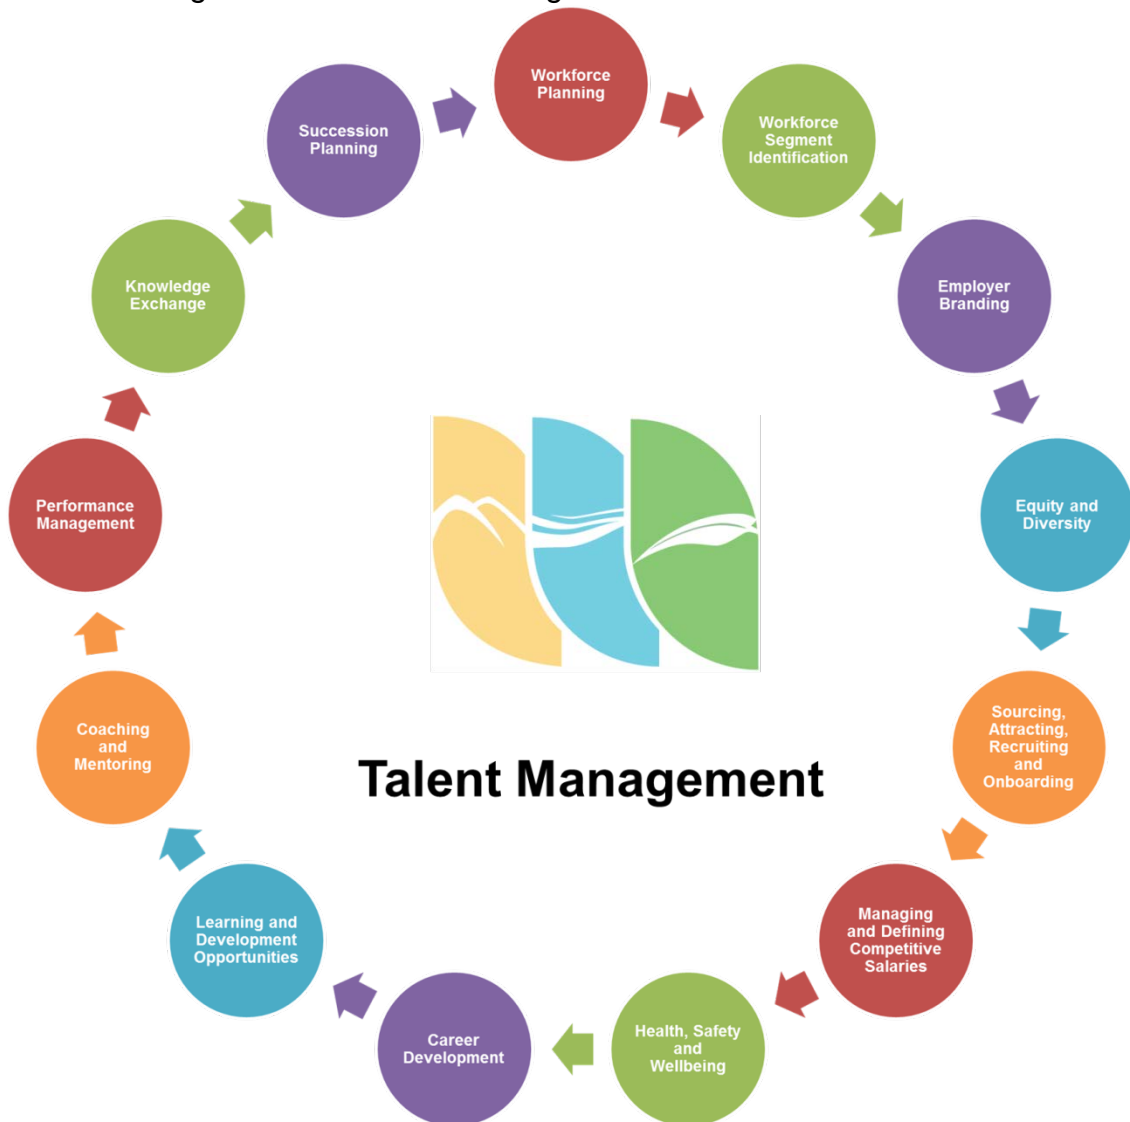 Workforce
Planning
Workforce
Segment
Identification
Employer
Branding
Equity and
Diversity
Sourcing,
Attracting,
Recruiting
and
Onboarding
Managing
and Defining
Competitive
Salaries
Health, Safety
and
Wellbeing
Career
Development
Learning and
Development
Opportunities
Coaching
and
Mentoring
Performance
Management
Knowledge
Exchange
Succession
Planning
Talent Management